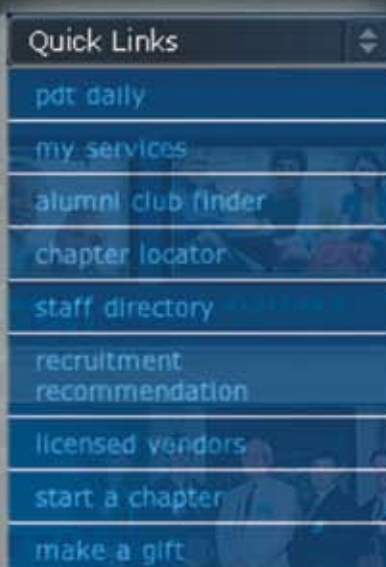 Quick Links
pdt daily
my services
alumni club finder
chapter locator
staff directory
recruitment
recommendation
licensed vendors
start a chapter
make a gift